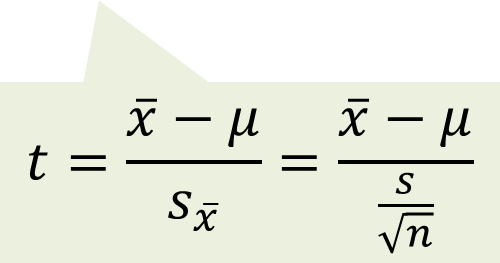 t = (x̄ − μ) / s_x̄ = (x̄ − μ) / (s / √n)